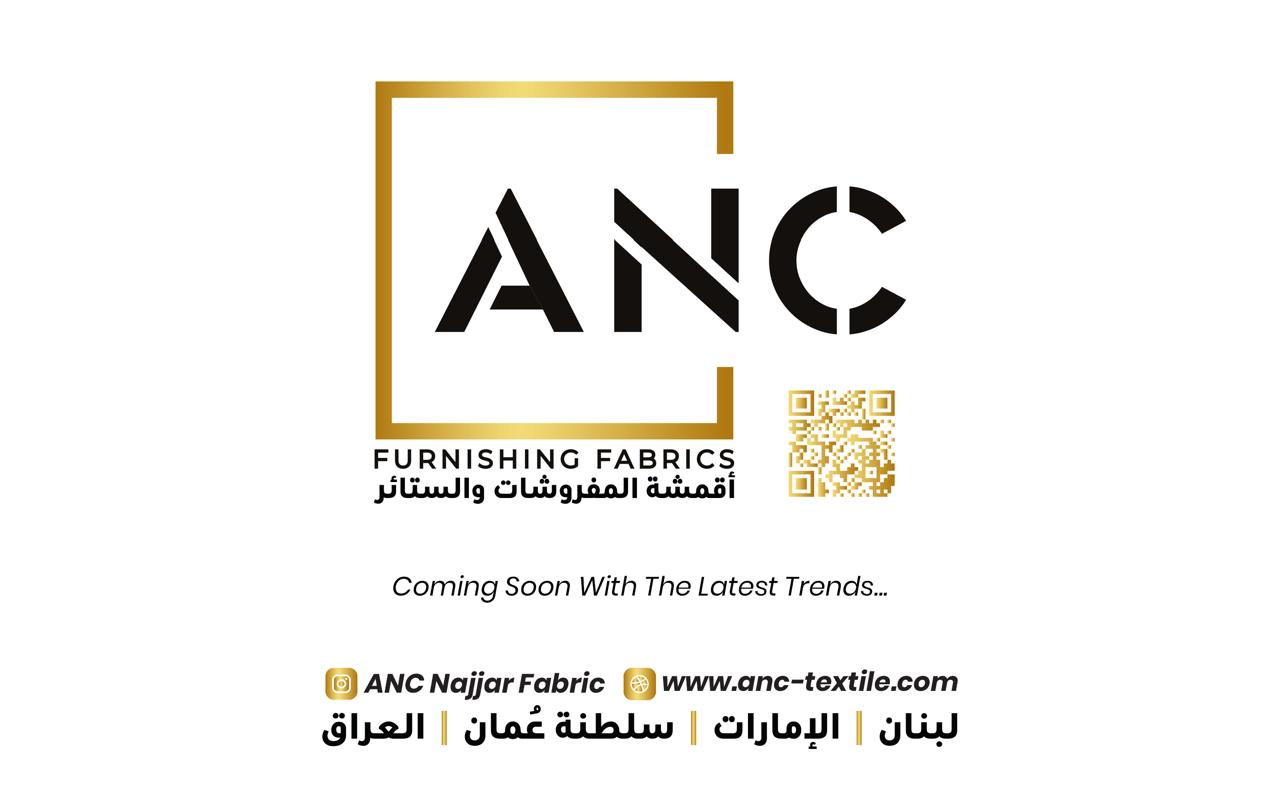 ANC
FURNISHING FABRICS
أقمشة المفروشات والستائر
Coming Soon With The Latest Trends...
ANC Najjar Fabric www.anc-textile.com
لبنان | الإمارات | سلطنة عُمان | العراق